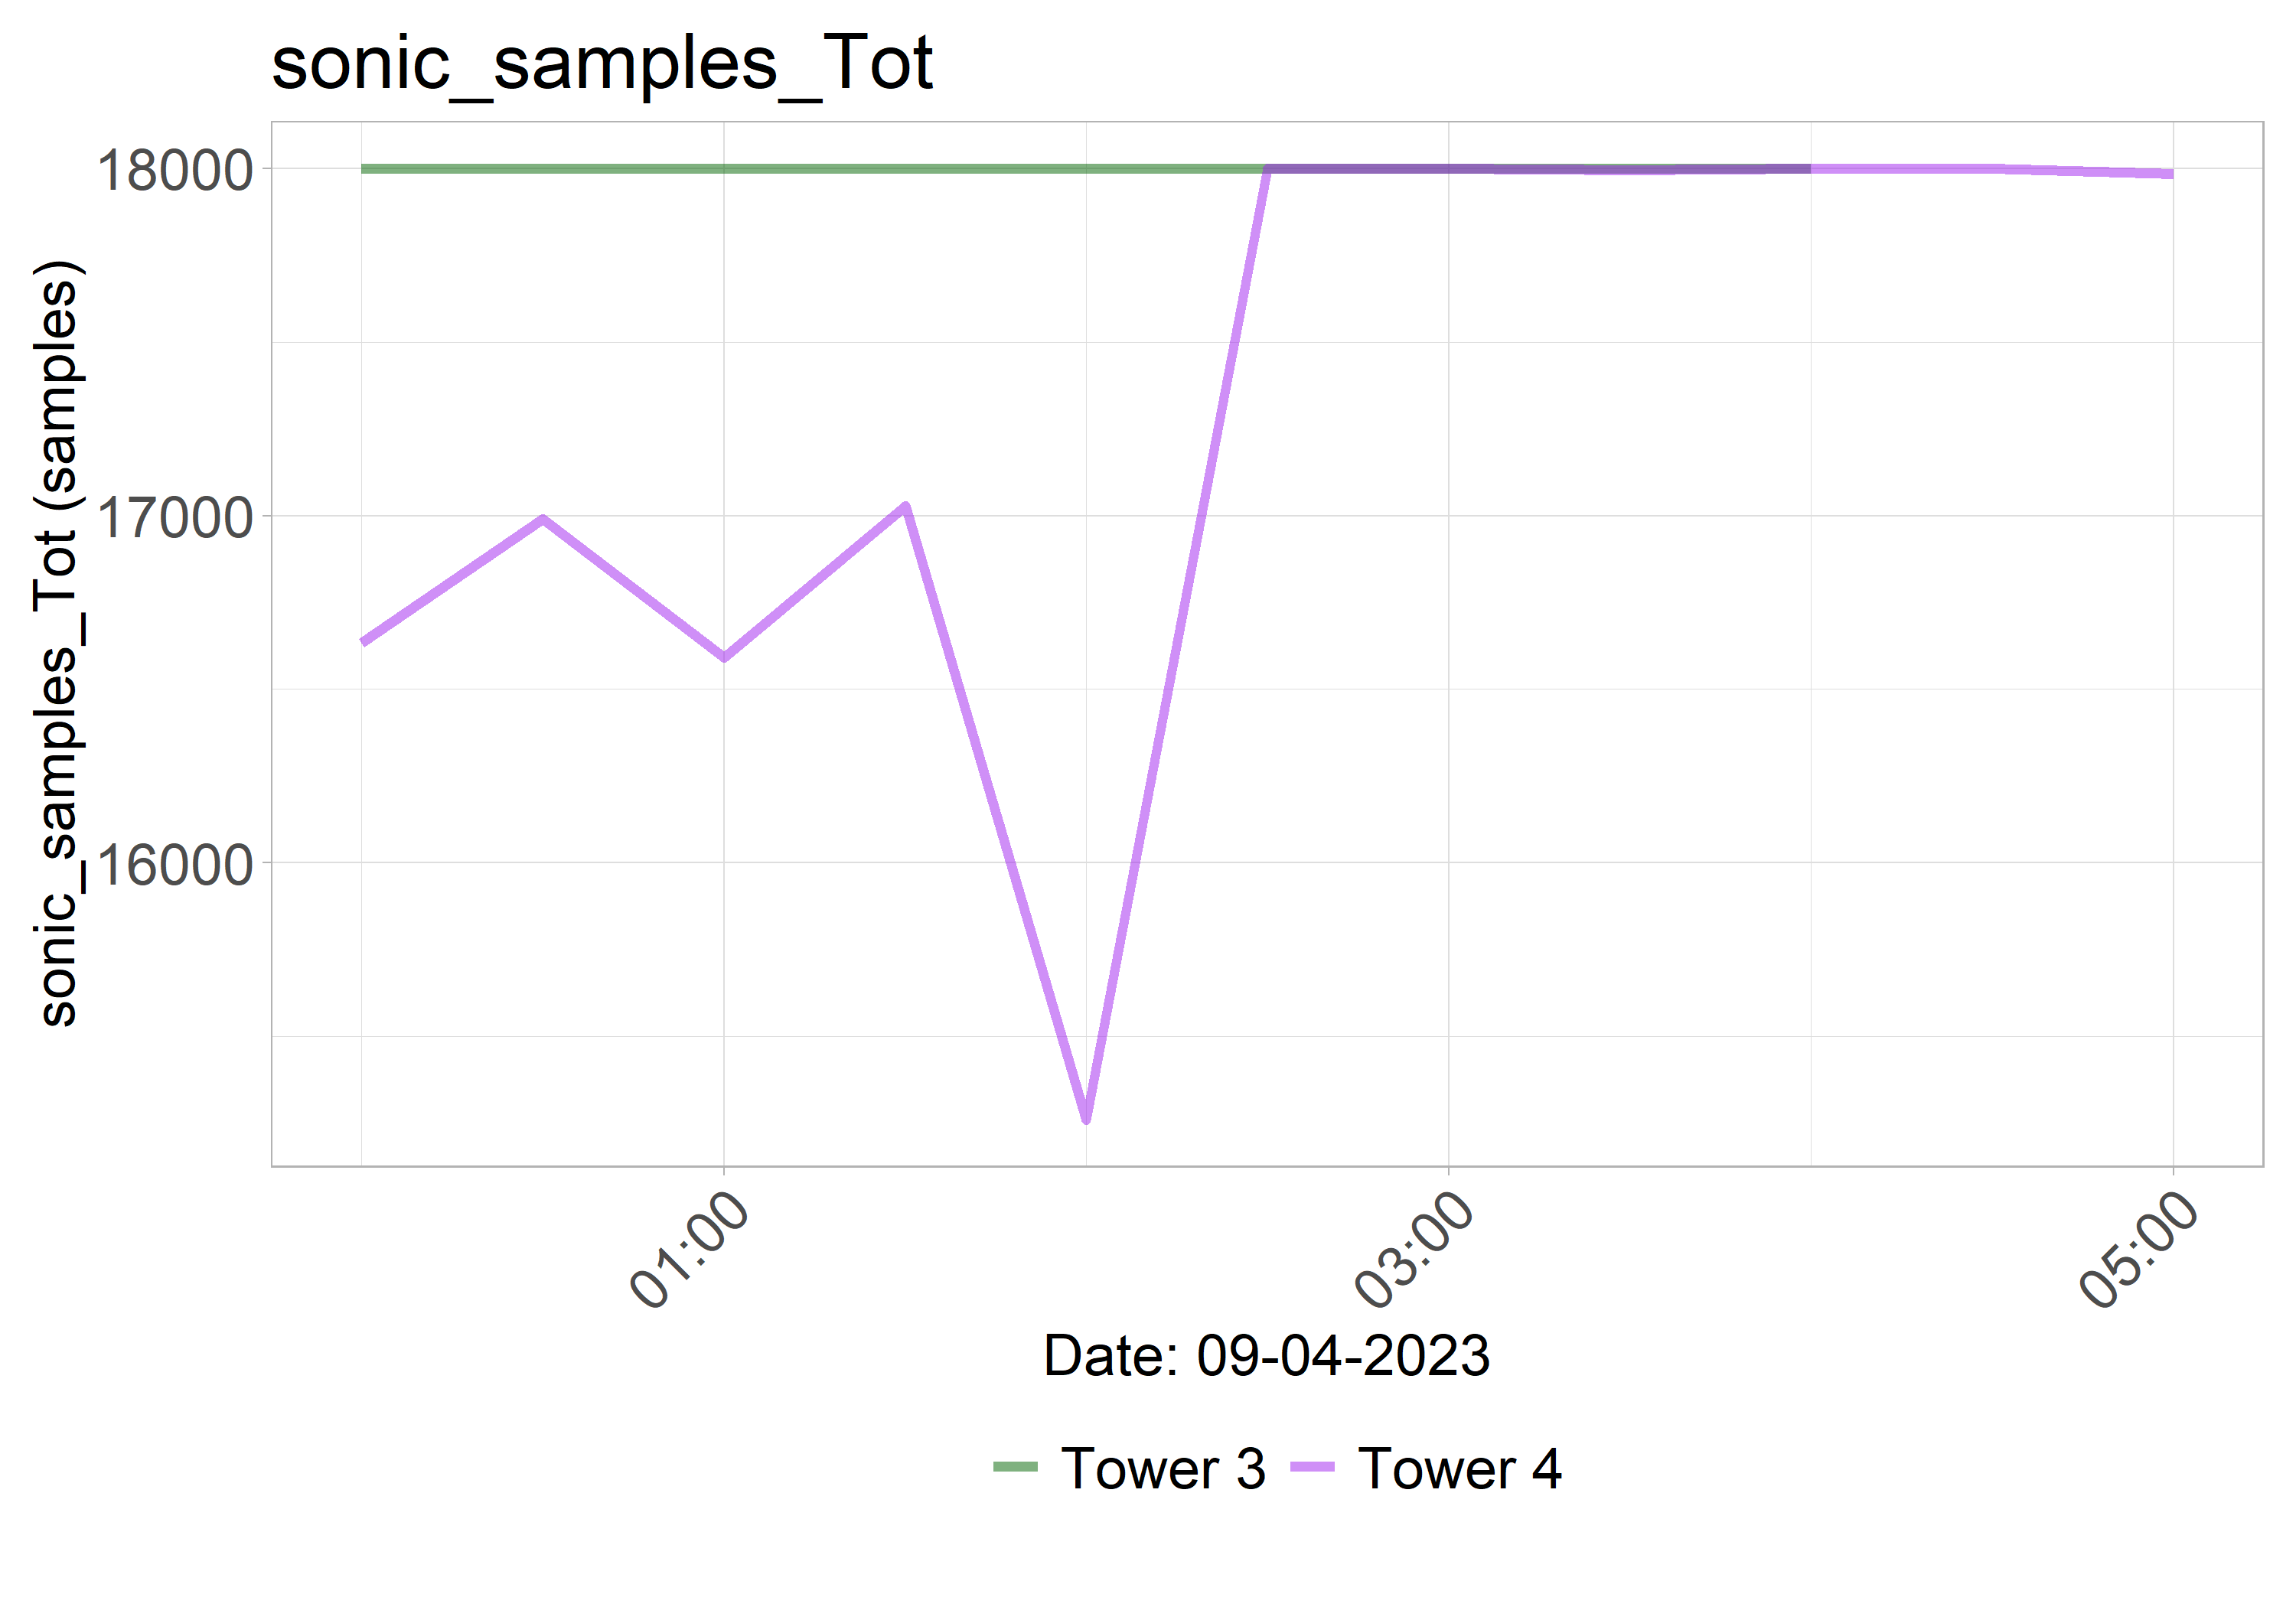 sonic_samples_Tot
sonic_samples_Tot (samples)
18000
17000
16000
01:00
03:00
05:00
Date: 09-04-2023
Tower 3
Tower 4